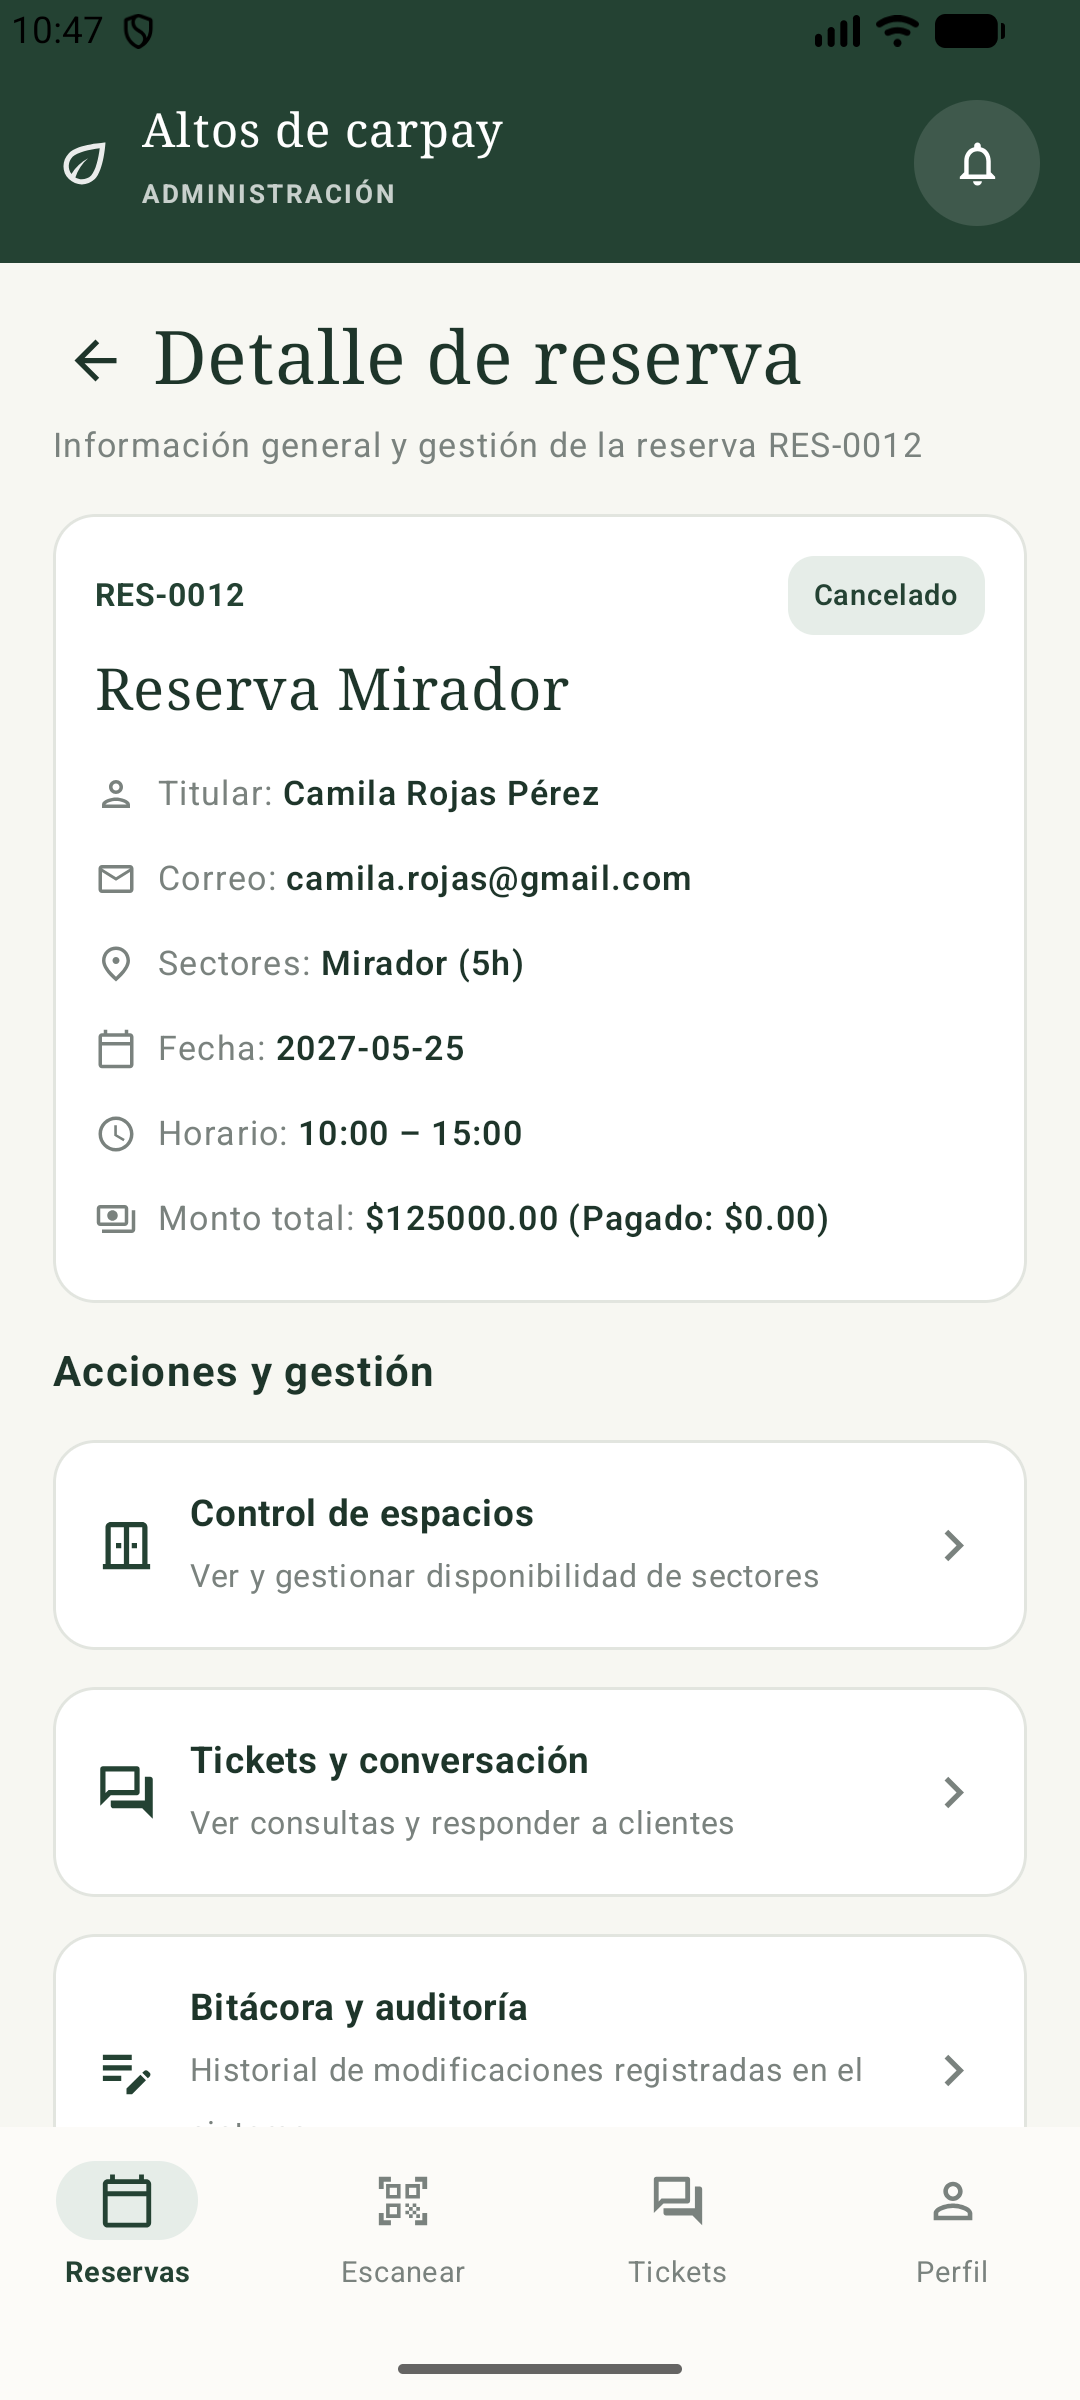 10:47
Altos de carpay
ADMINISTRACIÓN
Detalle de reserva
Información general y gestión de la reserva RES-0012
RES-0012
Cancelado
Reserva Mirador
Titular: Camila Rojas Pérez
Correo: camila.rojas@gmail.com
Sectores: Mirador (5h)
Fecha: 2027-05-25
Horario: 10:00 – 15:00
Monto total: $125000.00 (Pagado: $0.00)
Acciones y gestión
Control de espacios
Ver y gestionar disponibilidad de sectores
Tickets y conversación
Ver consultas y responder a clientes
Bitácora y auditoría
Historial de modificaciones registradas en el
Reservas
Escanear
Tickets
Perfil